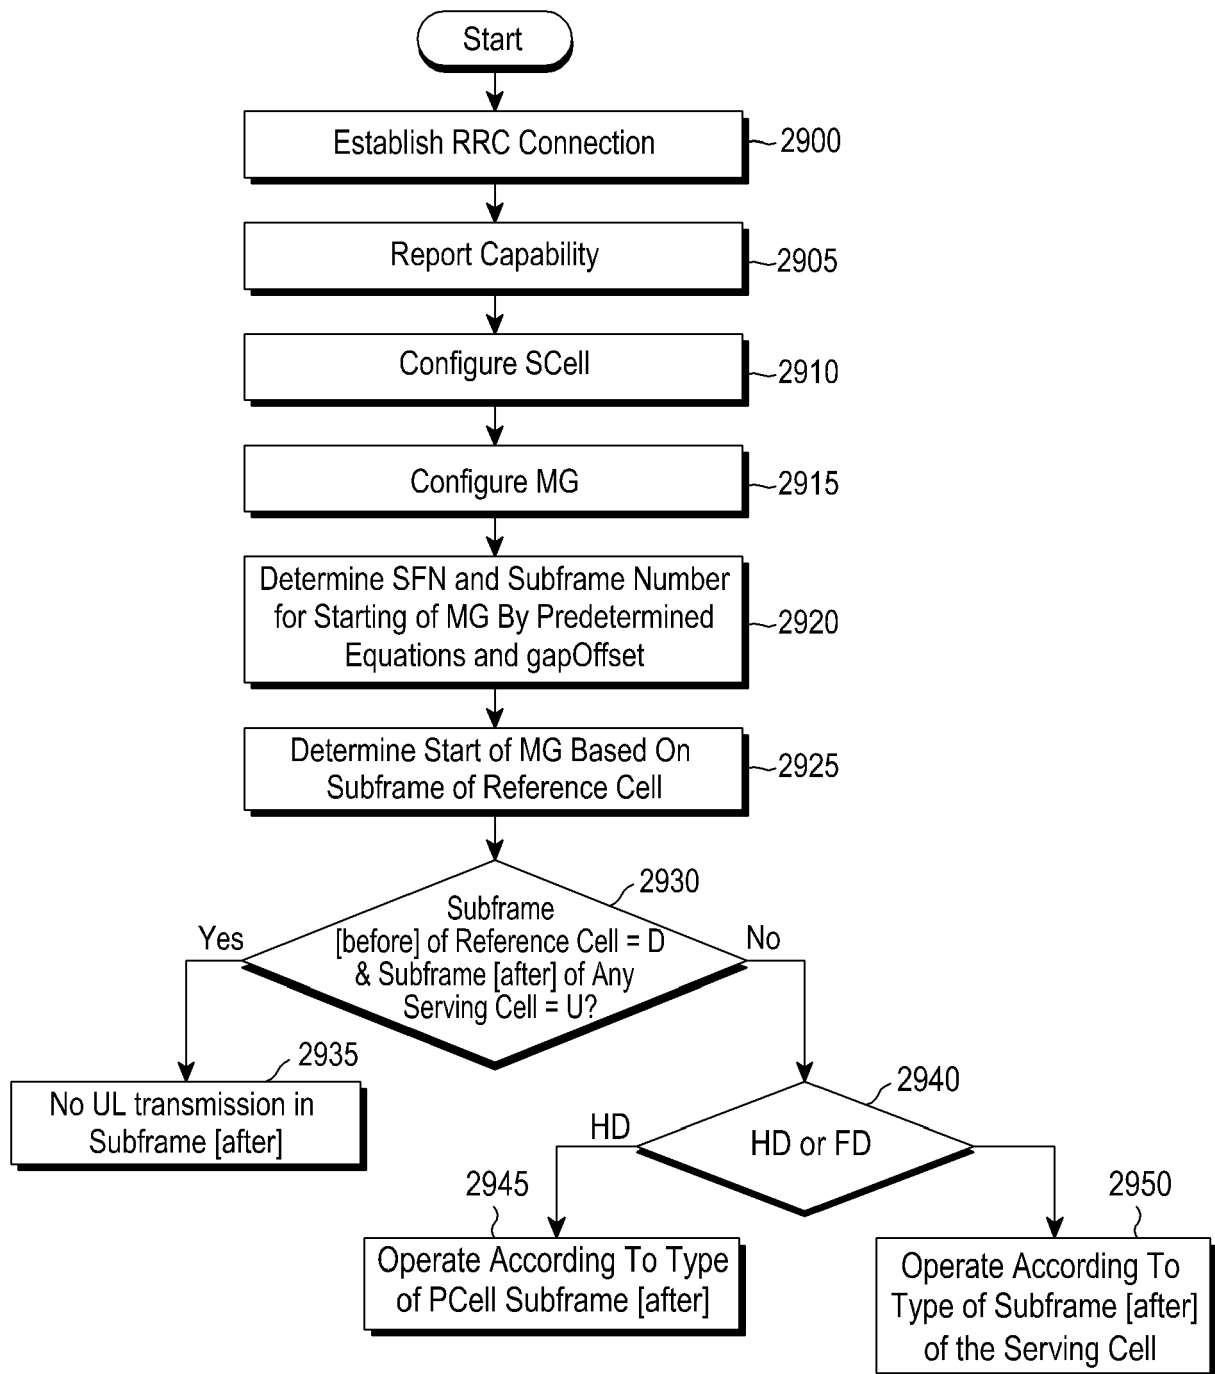 Start
Establish RRC Connection
2900
Report Capability
2905
Configure SCell
2910
Configure MG
2915
Determine SFN and Subframe Number
for Starting of MG By Predetermined
Equations and gapOffset
2920
Determine Start of MG Based On
Subframe of Reference Cell
2925
2930
Subframe
[before] of Reference Cell = D
& Subframe [after] of Any
Serving Cell = U?
Yes
No
2935
No UL transmission in
Subframe [after]
2940
HD or FD
HD
2945
Operate According To Type
of PCell Subframe [after]
2950
Operate According To
Type of Subframe [after]
of the Serving Cell